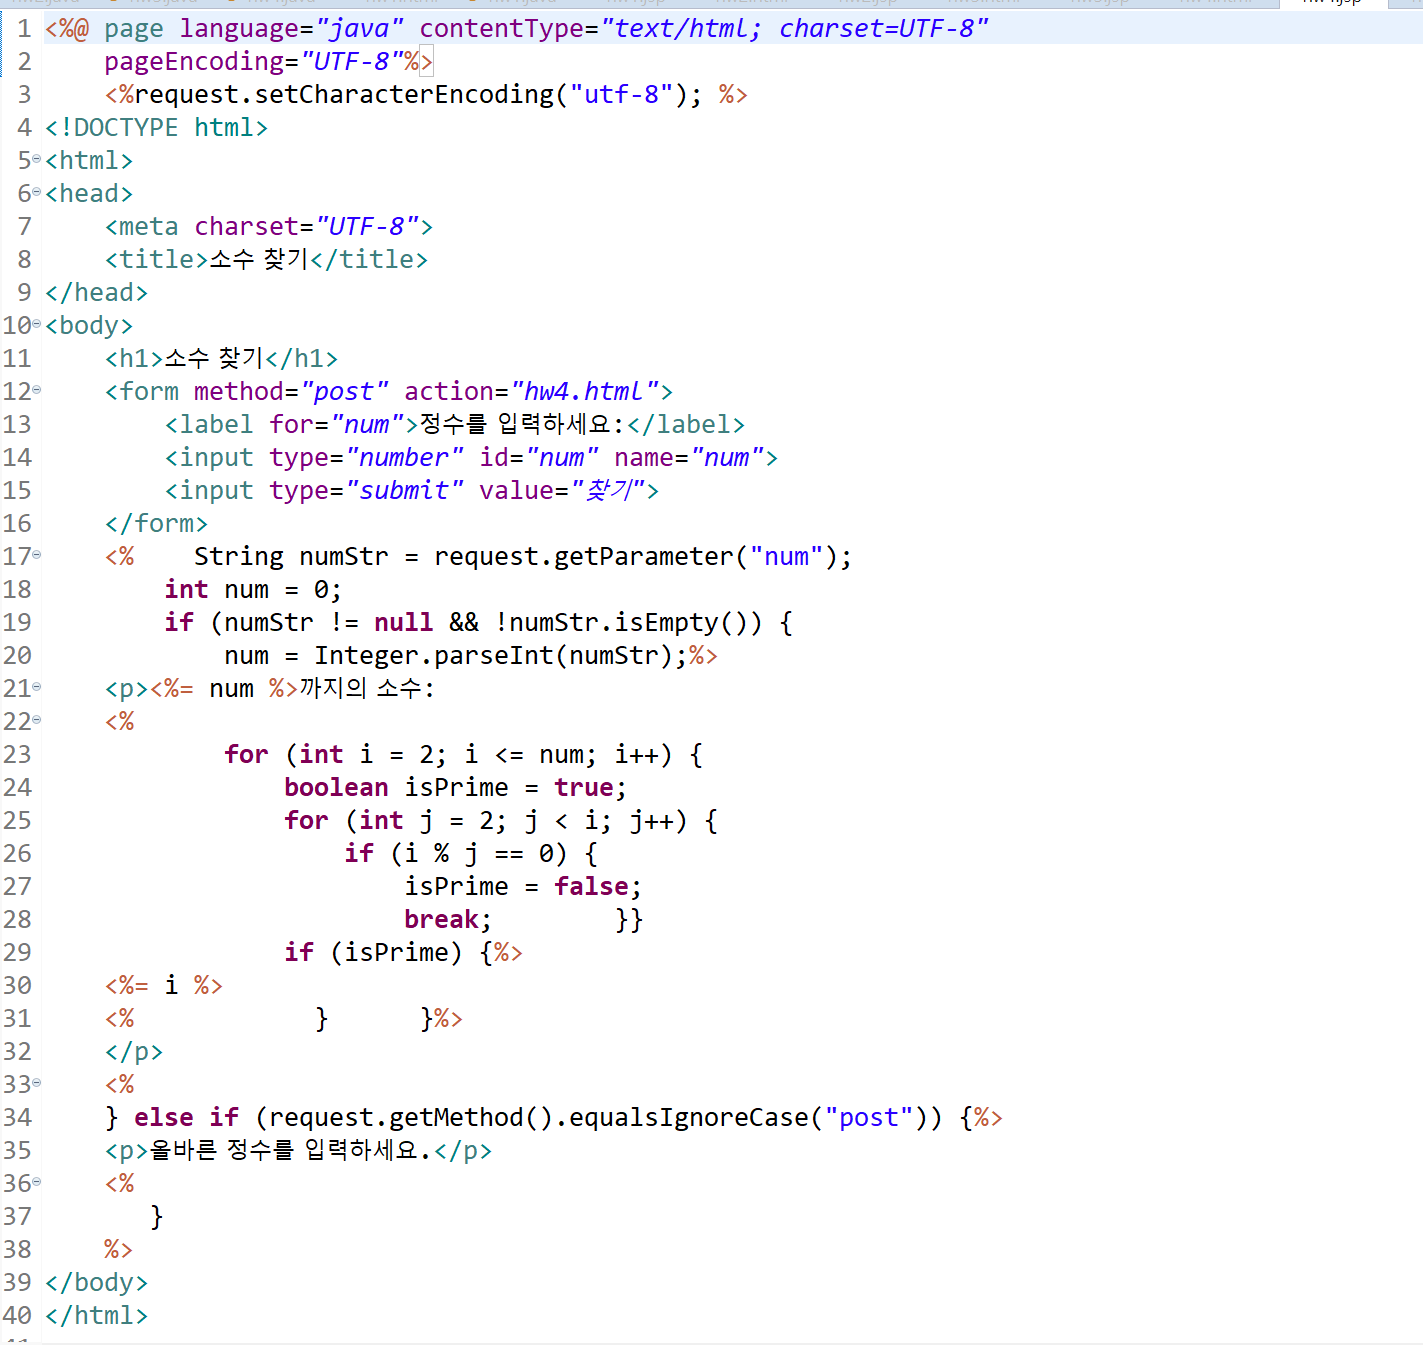 1 <%@ page language="java" contentType="text/html; charset=UTF-8"
2     pageEncoding="UTF-8"%>
3     <%request.setCharacterEncoding("utf-8"); %>
4 <!DOCTYPE html>
5 <html>
6 <head>
7     <meta charset="UTF-8">
8     <title>소수 찾기</title>
9 </head>
10 <body>
11     <h1>소수 찾기</h1>
12     <form method="post" action="hw4.html">
13         <label for="num">정수를 입력하세요:</label>
14         <input type="number" id="num" name="num">
15         <input type="submit" value="찾기">
16     </form>
17     <%    String numStr = request.getParameter("num");
18         int num = 0;
19         if (numStr != null && !numStr.isEmpty()) {
20             num = Integer.parseInt(numStr);%>
21     <p><%= num %>까지의 소수:
22     <%
23             for (int i = 2; i <= num; i++) {
24                 boolean isPrime = true;
25                 for (int j = 2; j < i; j++) {
26                     if (i % j == 0) {
27                         isPrime = false;
28                         break;        }}
29                 if (isPrime) {%>
30     <%= i %>
31     <%            }      }%>
32     </p>
33     <%
34     } else if (request.getMethod().equalsIgnoreCase("post")) {%>
35     <p>올바른 정수를 입력하세요.</p>
36     <%
37        }
38     %>
39 </body>
40 </html>